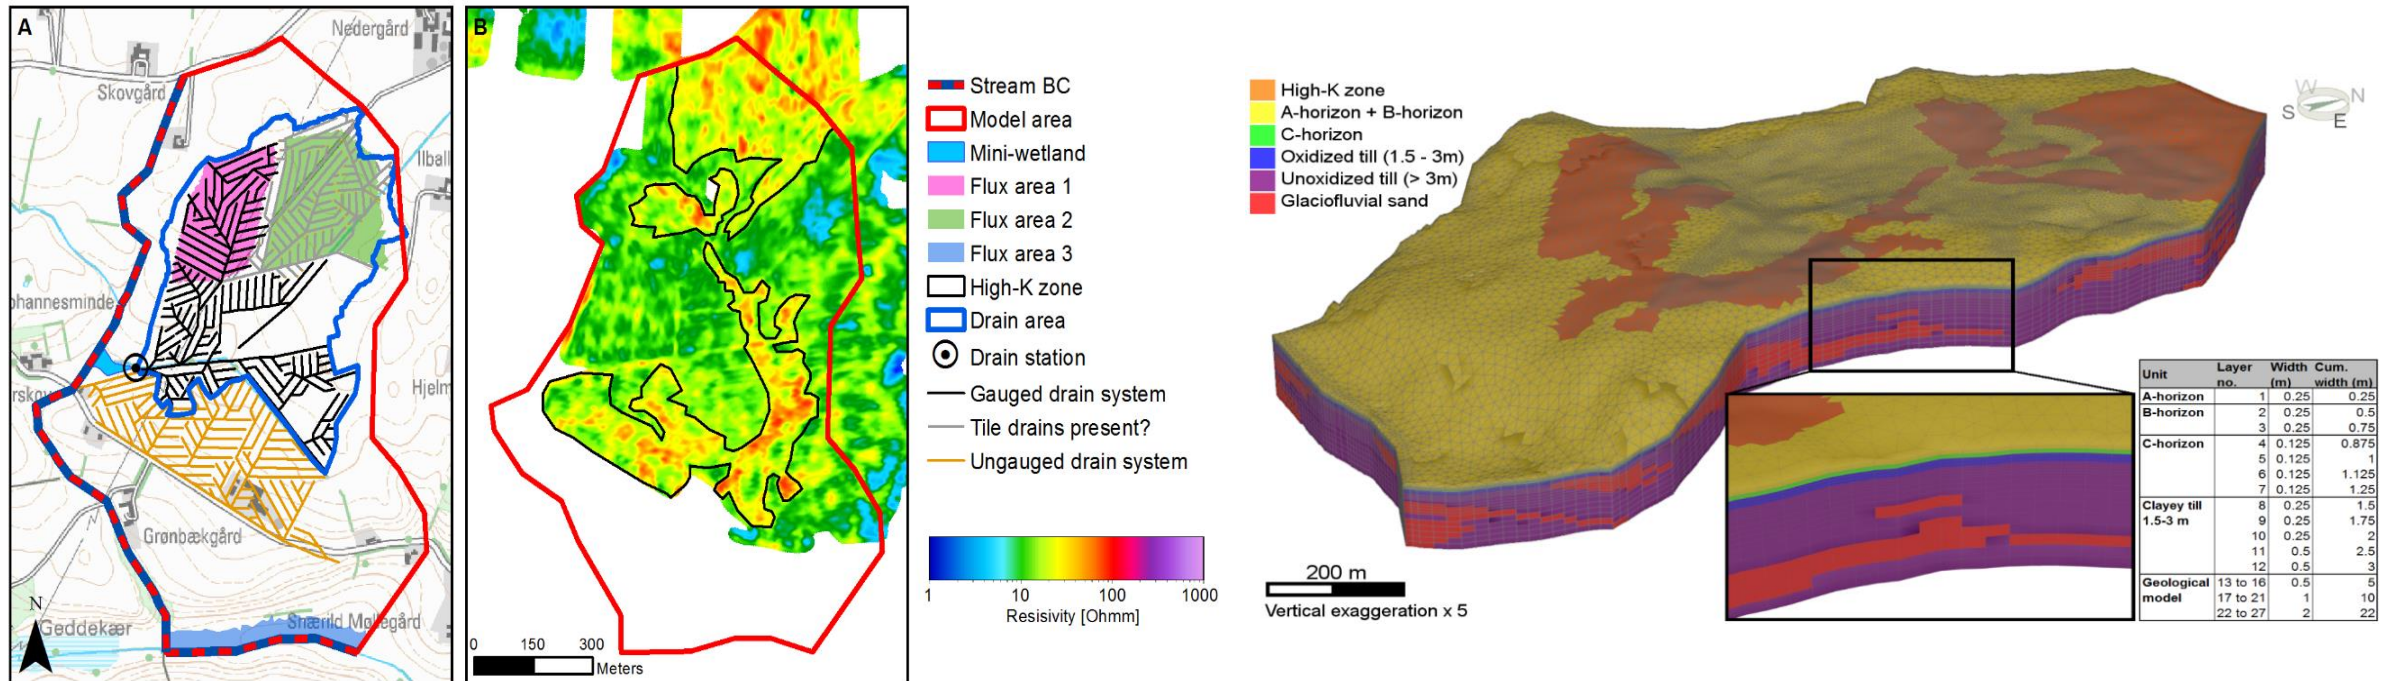 A
Nedergård
Skovgård
Ilball
ohannesminde
rskov
Hjelm
Grønbækgård
N
Geddekær
Snærild Møllegård
B
0 150 300
Meters
Stream BC
Model area
Mini-wetland
Flux area 1
Flux area 2
Flux area 3
High-K zone
Drain area
Drain station
Gauged drain system
Tile drains present?
Ungauged drain system
1 10 100 1000
Resisivity [Ohmm]
High-K zone
A-horizon + B-horizon
C-horizon
Oxidized till (1.5 - 3m)
Unoxidized till (> 3m)
Glaciofluvial sand
W N
S E
200 m
Vertical exaggeration x 5
Unit Layer no. Width (m) Cum. width (m)
A-horizon 1 0.25 0.25
B-horizon 2 0.25 0.5
3 0.25 0.75
C-horizon 4 0.125 0.875
5 0.125 1
6 0.125 1.125
7 0.125 1.25
Clayey till 8 0.25 1.5
1.5-3 m 9 0.25 1.75
10 0.25 2
11 0.5 2.5
12 0.5 3
Geological 13 to 16 0.5 5
model 17 to 21 1 10
22 to 27 2 22